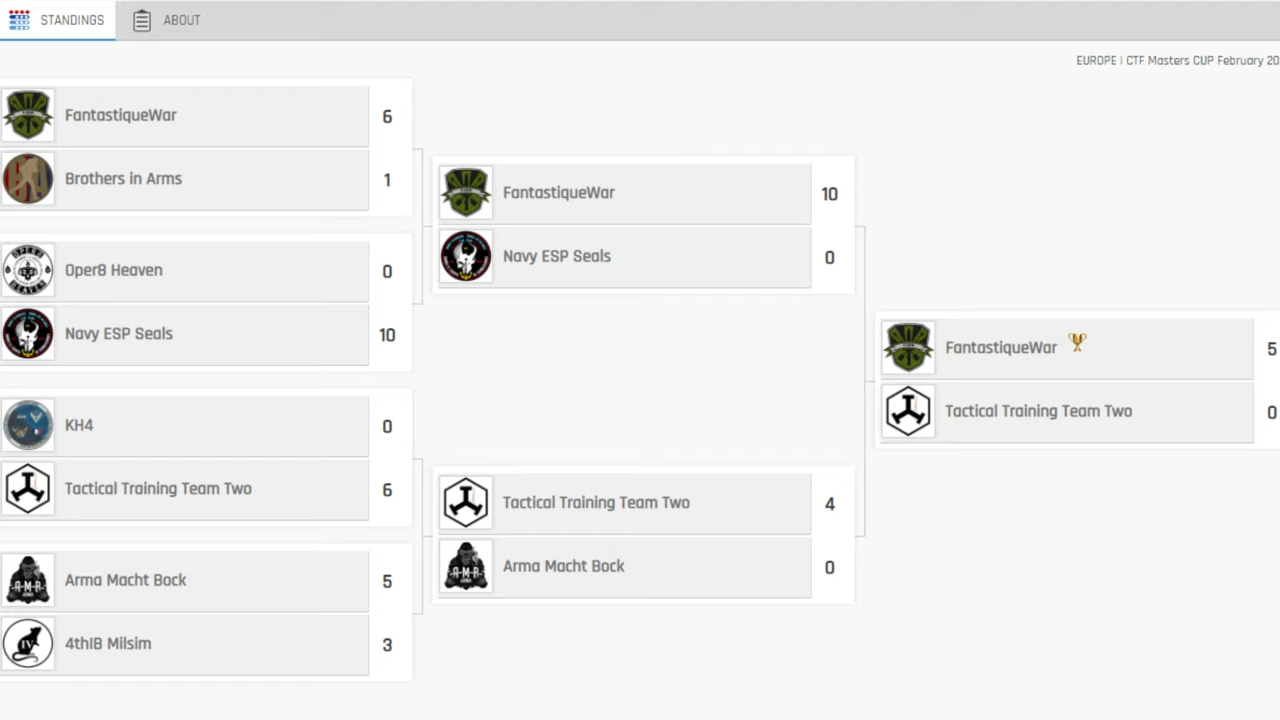 STANDINGS
ABOUT
EUROPE | CTF Masters CUP February 20
FantastiqueWar 6
Brothers in Arms 1
Oper8 Heaven 0
Navy ESP Seals 10
KH4 0
Tactical Training Team Two 6
Arma Macht Bock 5
4thIB Milsim 3
FantastiqueWar 10
Navy ESP Seals 0
Tactical Training Team Two 4
Arma Macht Bock 0
FantastiqueWar 5
Tactical Training Team Two 0